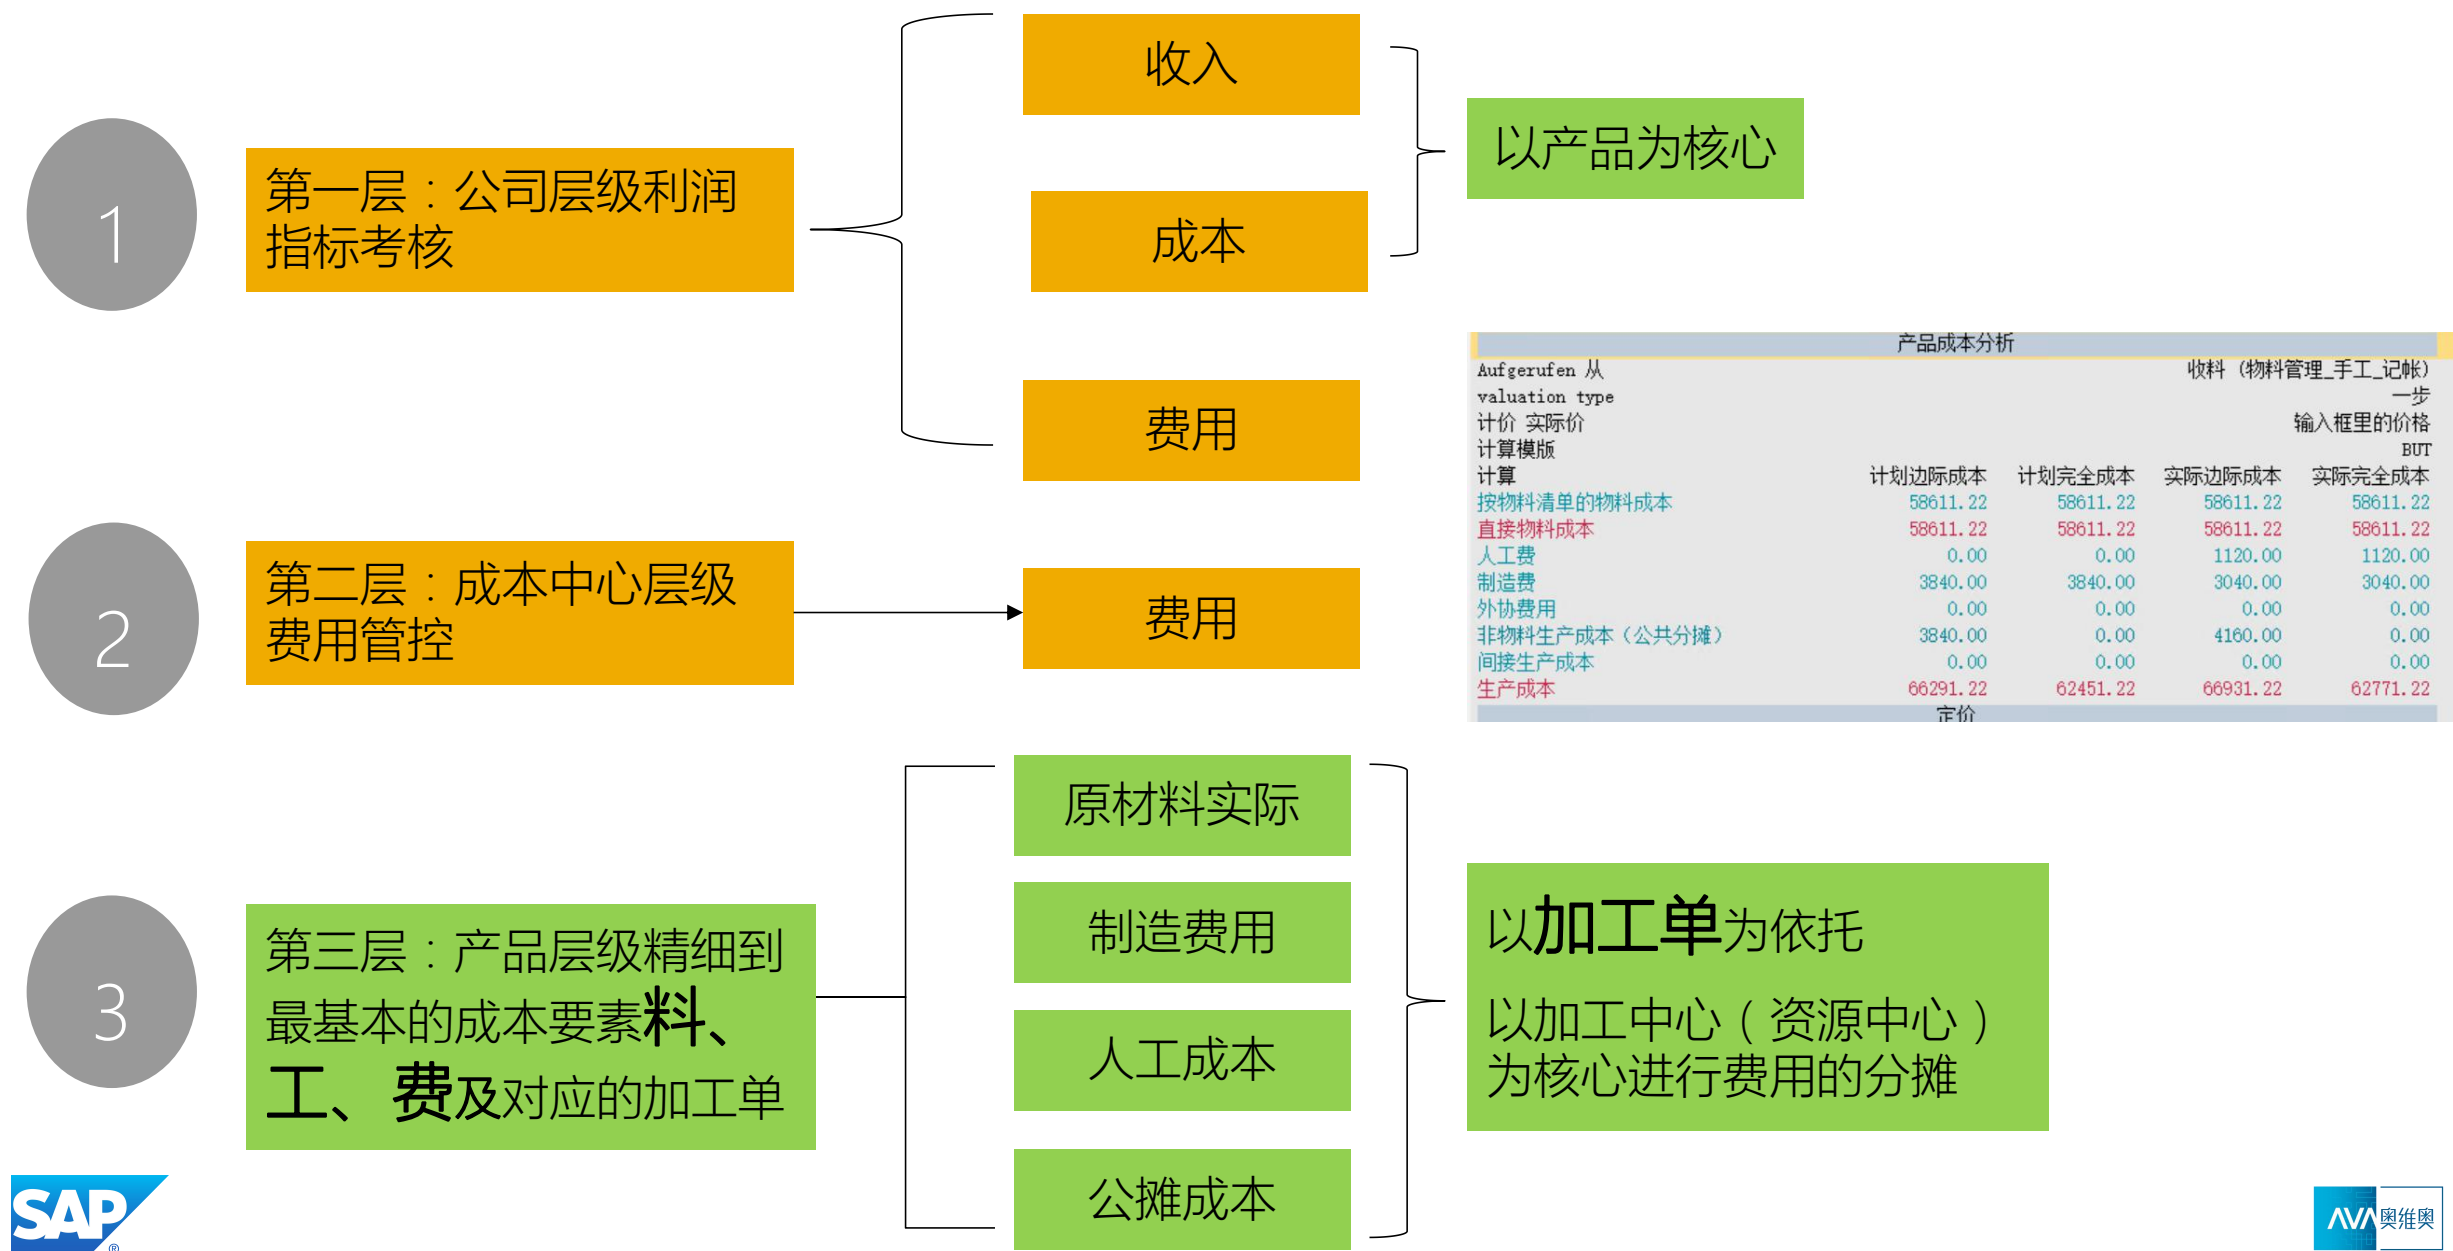 1
第一层：公司层级利润
指标考核
收入
成本
费用
以产品为核心
2
第二层：成本中心层级
费用管控
费用
产品成本分析
Aufgerufen 从 收料（物料管理_手工_记帐）
valuation type 一步
计价 实际价 输入框里的价格
计算模版 BUT
计算 计划边际成本 计划完全成本 实际边际成本 实际完全成本
按物料清单的物料成本 58611.22 58611.22 58611.22 58611.22
直接物料成本 58611.22 58611.22 58611.22 58611.22
人工费 0.00 0.00 1120.00 1120.00
制造费 3840.00 3840.00 3040.00 3040.00
外协费用 0.00 0.00 0.00 0.00
非物料生产成本（公共分摊） 3840.00 0.00 4160.00 0.00
间接生产成本 0.00 0.00 0.00 0.00
生产成本 66291.22 62451.22 66931.22 62771.22
定价
3
第三层：产品层级精细到
最基本的成本要素料、
工、费及对应的加工单
原材料实际
制造费用
人工成本
公摊成本
以加工单为依托
以加工中心（资源中心）
为核心进行费用的分摊
SAP®
AVA奥维奥